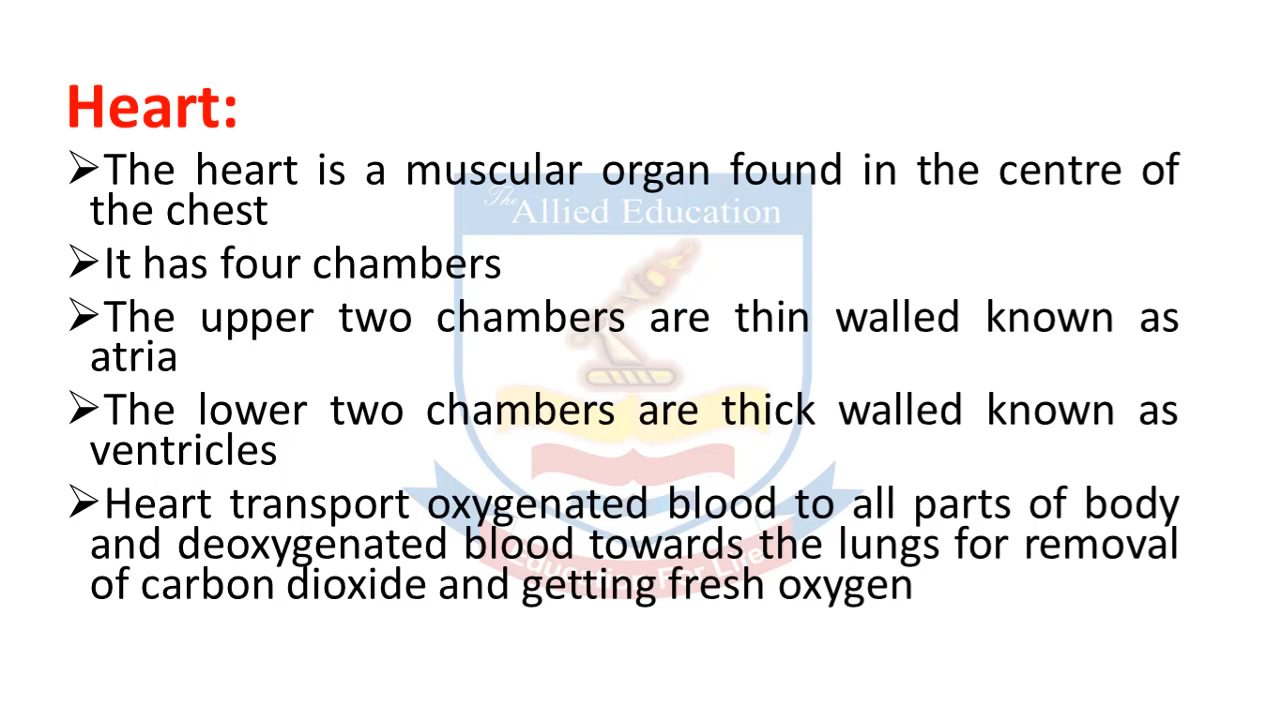 Heart:
➢The heart is a muscular organ found in the centre of
the chest
The
Allied Education
➢It has four chambers
➢The upper two chambers are thin walled known as
atria
➢The lower two chambers are thick walled known as
ventricles
➢Heart transport oxygenated blood to all parts of body
and deoxygenated blood towards the lungs for removal
Education For Life
of carbon dioxide and getting fresh oxygen